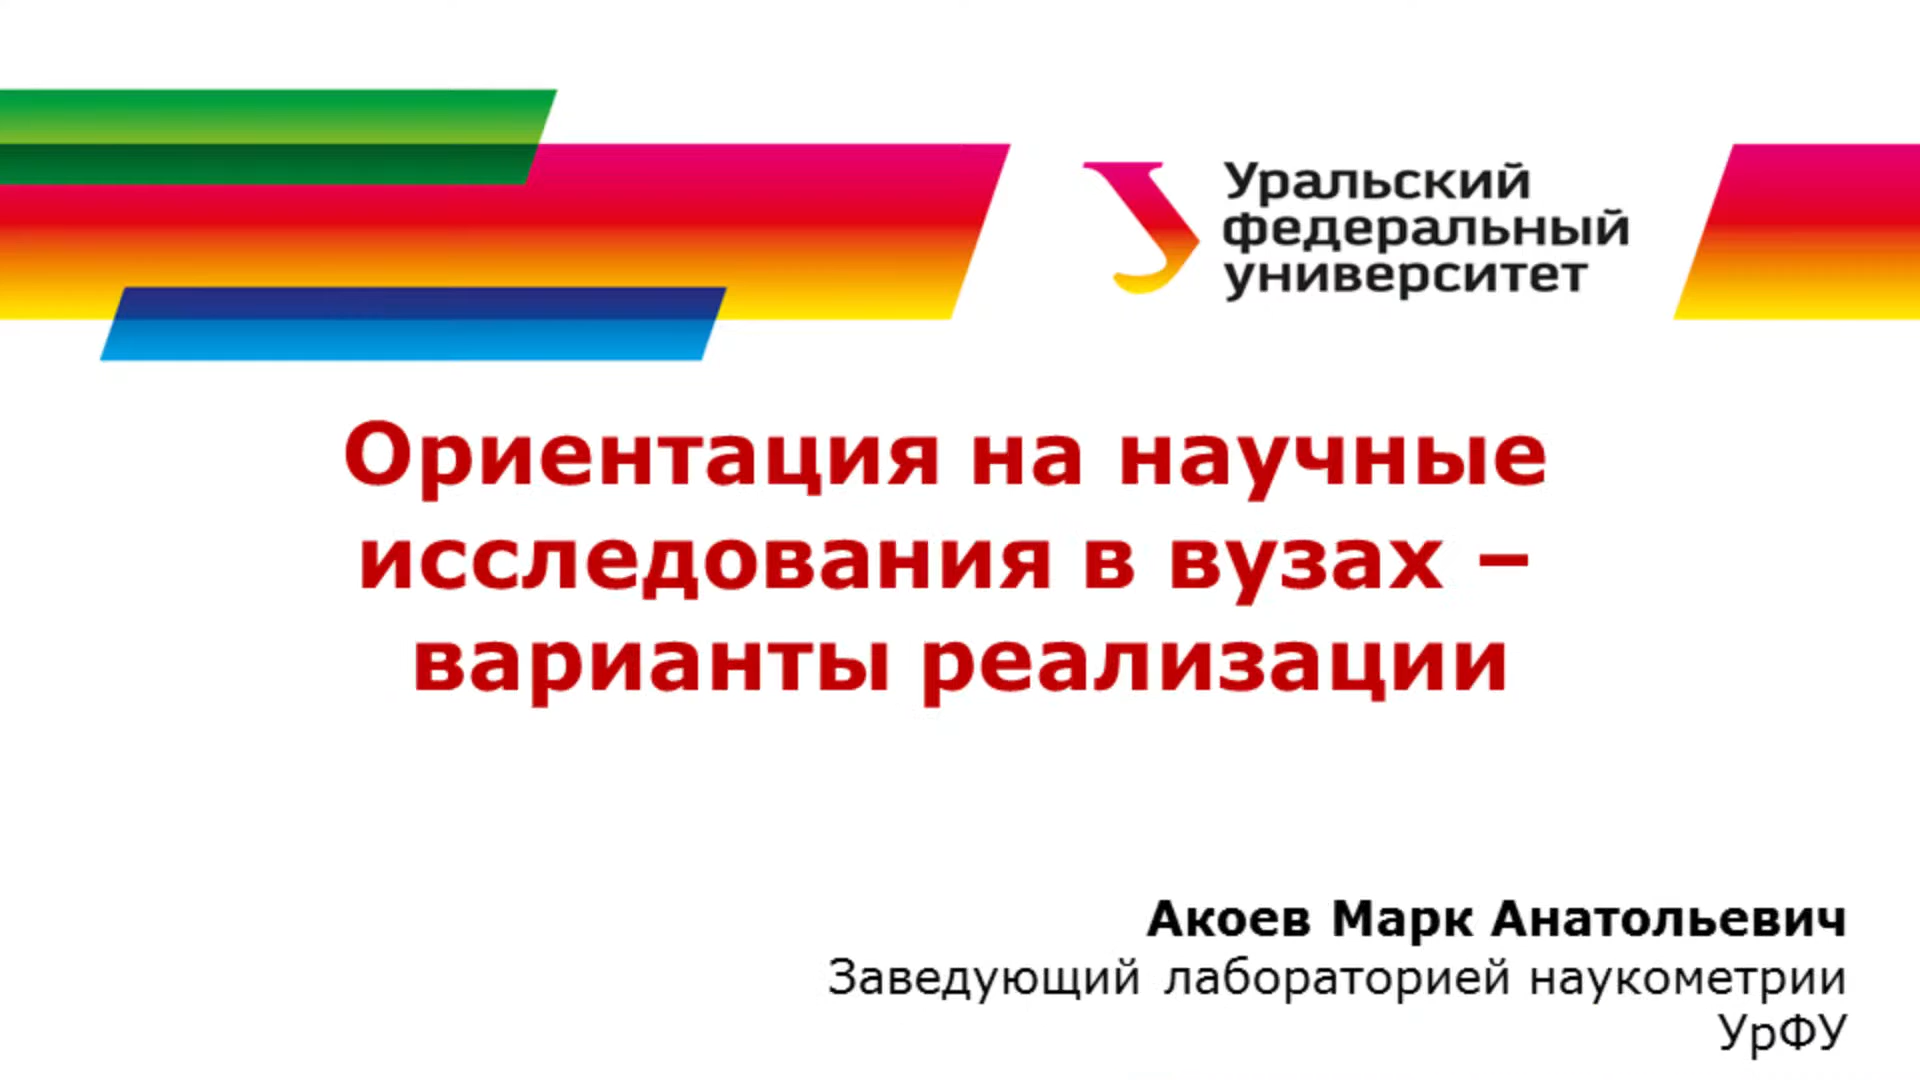 Уральский
федеральный
университет
Ориентация на научные
исследования в вузах –
варианты реализации
Акоев Марк Анатольевич
Заведующий лабораторией наукометрии
УрФУ